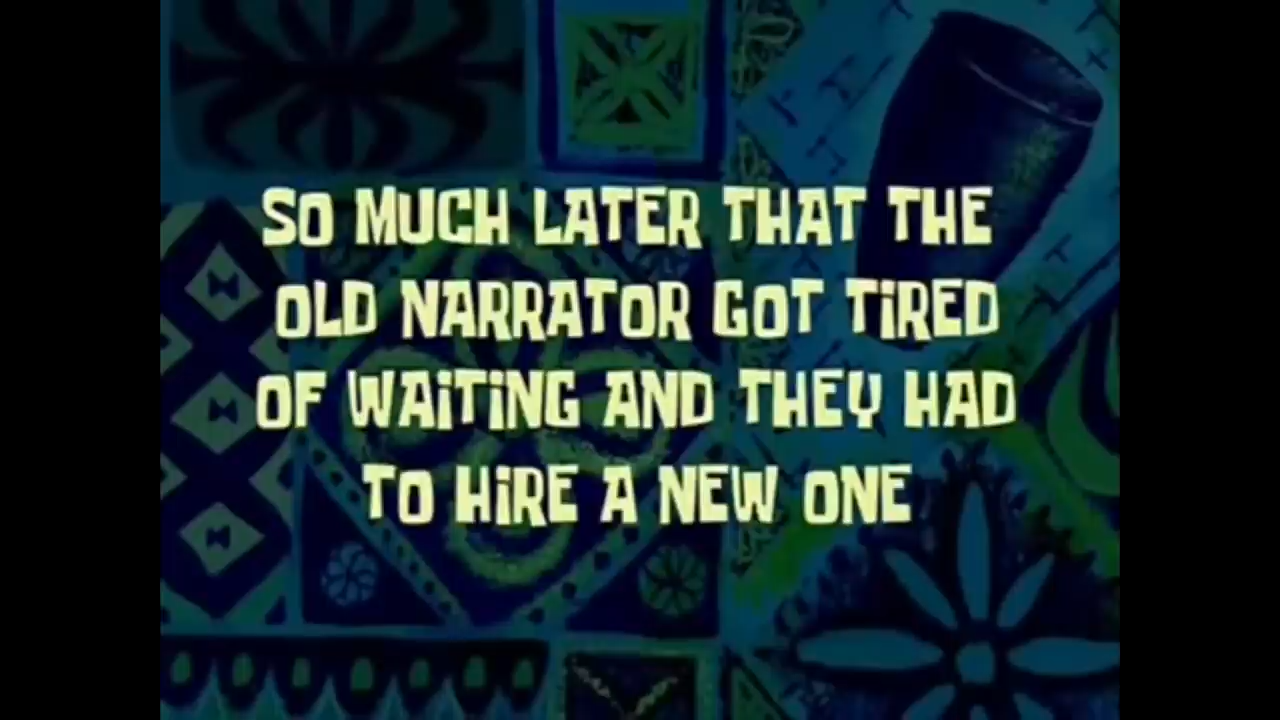 SO MUCH LATER THAT THE
OLD NARRATOR GOT TiRED
OF WAiTiNG AND THEY HAD
TO HiRE A NEW ONE